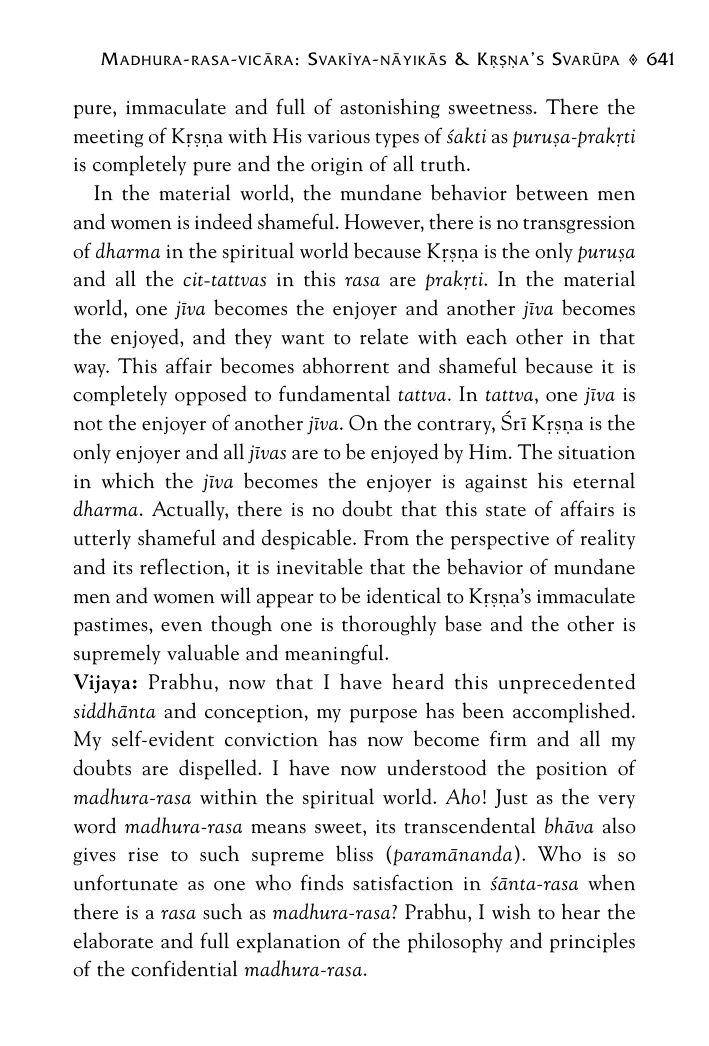 MADHURA-RASA-VICĀRA: SVAKĪYA-NĀYIKĀS & KṚṢṆA'S SVARŪPA ◊ 641
pure, immaculate and full of astonishing sweetness. There the
meeting of Kṛṣṇa with His various types of śakti as puruṣa-prakṛti
is completely pure and the origin of all truth.
In the material world, the mundane behavior between men
and women is indeed shameful. However, there is no transgression
of dharma in the spiritual world because Kṛṣṇa is the only puruṣa
and all the cit-tattvas in this rasa are prakṛti. In the material
world, one jīva becomes the enjoyer and another jīva becomes
the enjoyed, and they want to relate with each other in that
way. This affair becomes abhorrent and shameful because it is
completely opposed to fundamental tattva. In tattva, one jīva is
not the enjoyer of another jīva. On the contrary, Śrī Kṛṣṇa is the
only enjoyer and all jīvas are to be enjoyed by Him. The situation
in which the jīva becomes the enjoyer is against his eternal
dharma. Actually, there is no doubt that this state of affairs is
utterly shameful and despicable. From the perspective of reality
and its reflection, it is inevitable that the behavior of mundane
men and women will appear to be identical to Kṛṣṇa's immaculate
pastimes, even though one is thoroughly base and the other is
supremely valuable and meaningful.
Vijaya: Prabhu, now that I have heard this unprecedented
siddhānta and conception, my purpose has been accomplished.
My self-evident conviction has now become firm and all my
doubts are dispelled. I have now understood the position of
madhura-rasa within the spiritual world. Aho! Just as the very
word madhura-rasa means sweet, its transcendental bhāva also
gives rise to such supreme bliss (paramānanda). Who is so
unfortunate as one who finds satisfaction in śānta-rasa when
there is a rasa such as madhura-rasa? Prabhu, I wish to hear the
elaborate and full explanation of the philosophy and principles
of the confidential madhura-rasa.